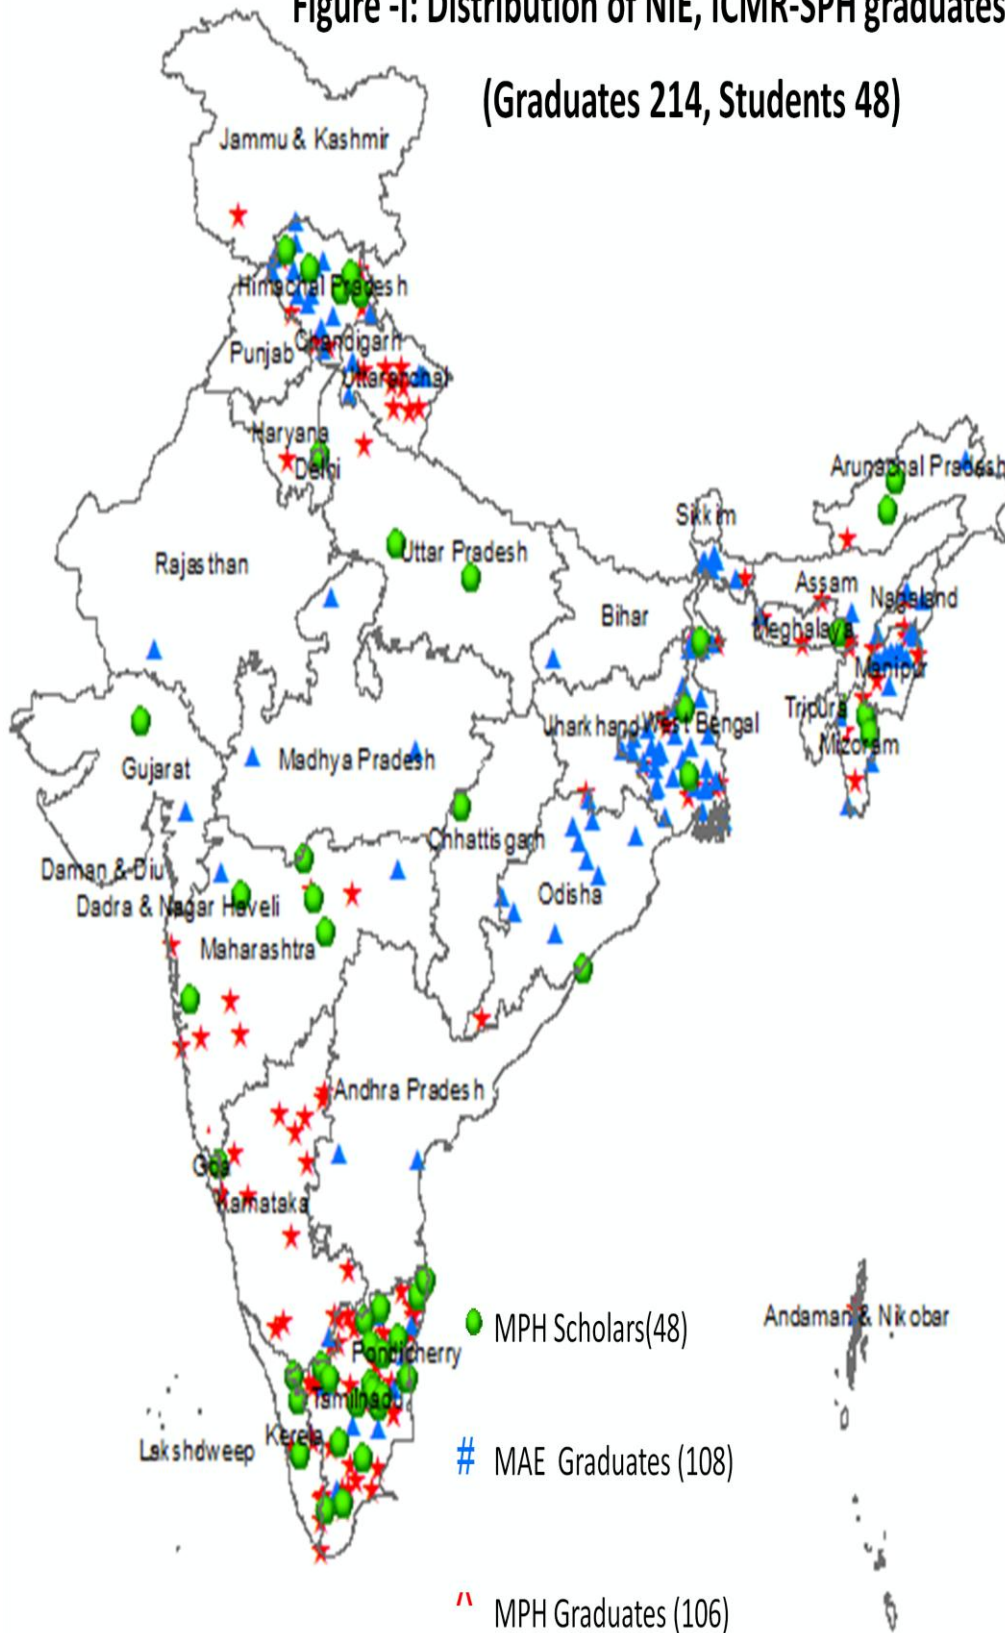 Figure -I: Distribution of NIE, ICMR-SPH graduates
(Graduates 214, Students 48)
Jammu & Kashmir
Himachal Pradesh
Chandigarh
Punjab
Uttaranchal
Haryana
Delhi
Arunachal Pradesh
Sikkim
Uttar Pradesh
Rajasthan
Assam
Nagaland
Bihar
Meghalaya
Manipur
Tripura
Jharkhand
West Bengal
Mizoram
Madhya Pradesh
Gujarat
Chhattisgarh
Daman & Diu
Odisha
Dadra & Nagar Haveli
Maharashtra
Andhra Pradesh
Goa
Karnataka
Andaman & Nikobar
MPH Scholars(48)
Pondicherry
Tamilnadu
Kerela
Lakshdweep
# MAE Graduates (108)
^ MPH Graduates (106)